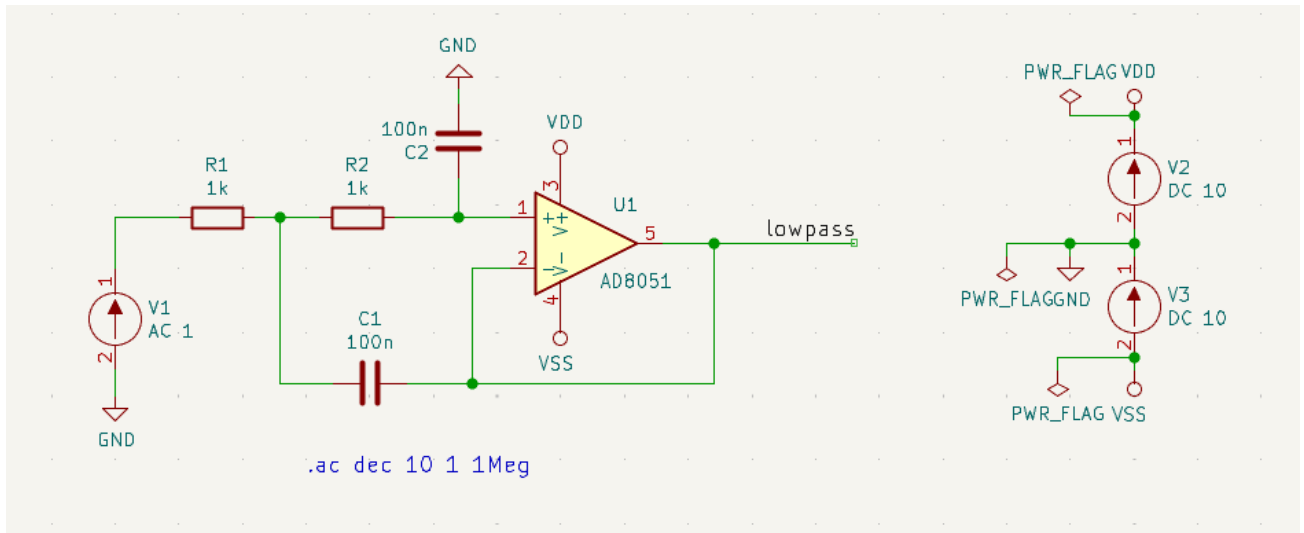 GND
PWR_FLAG VDD
100n
C2
VDD
R1
1k
R2
1k
3
1
V2
DC 10
U1
1
+
V+
5
lowpass
2
2
-
V-
AD8051
1
V1
AC 1
C1
100n
4
PWR_FLAG GND
1
V3
DC 10
2
VSS
2
GND
PWR_FLAG VSS
.ac dec 10 1 1Meg